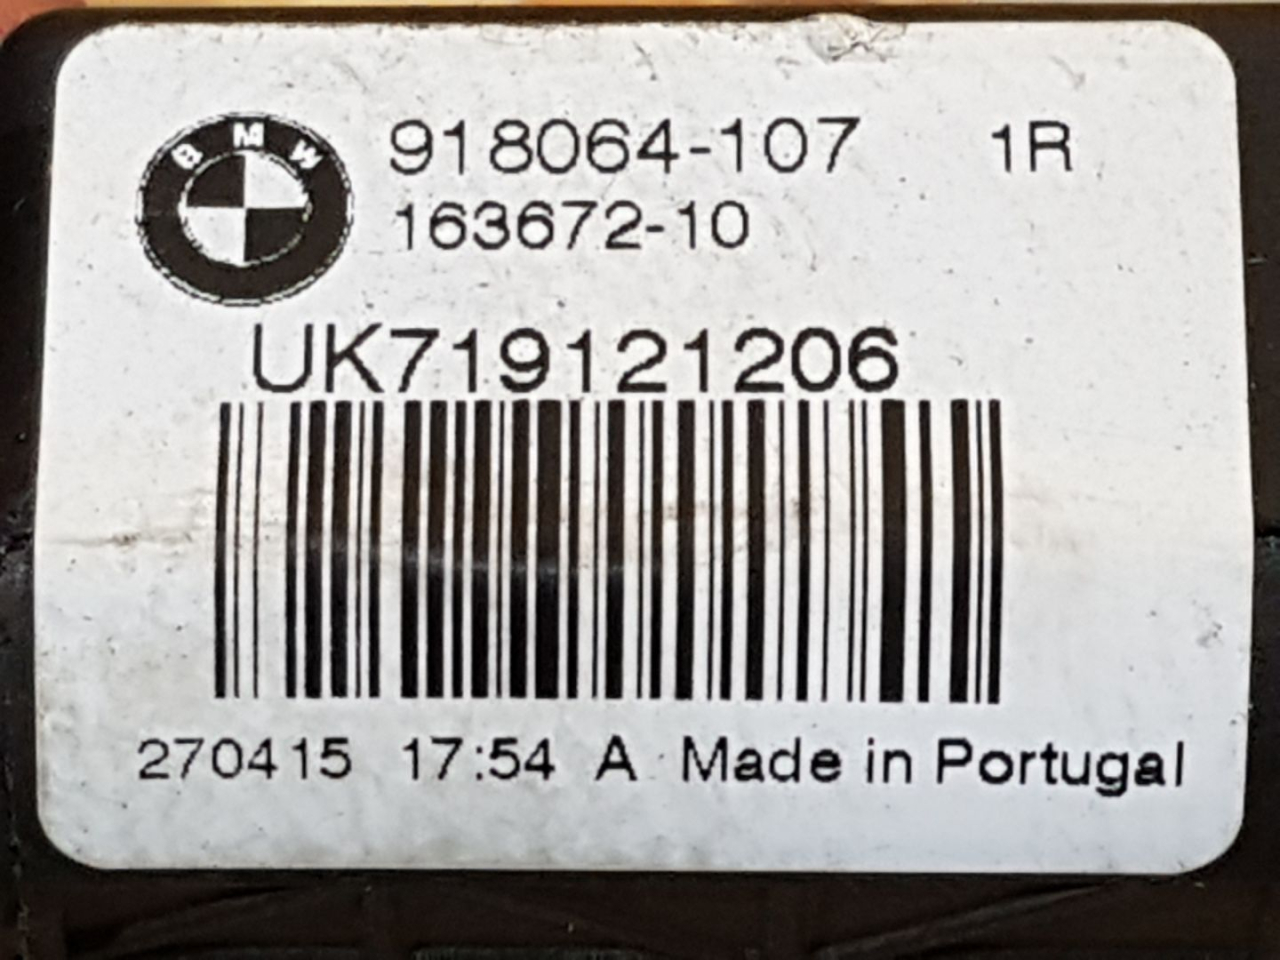 BMW
918064-107 1R
163672-10
UK719121206
270415 17:54 A Made in Portugal